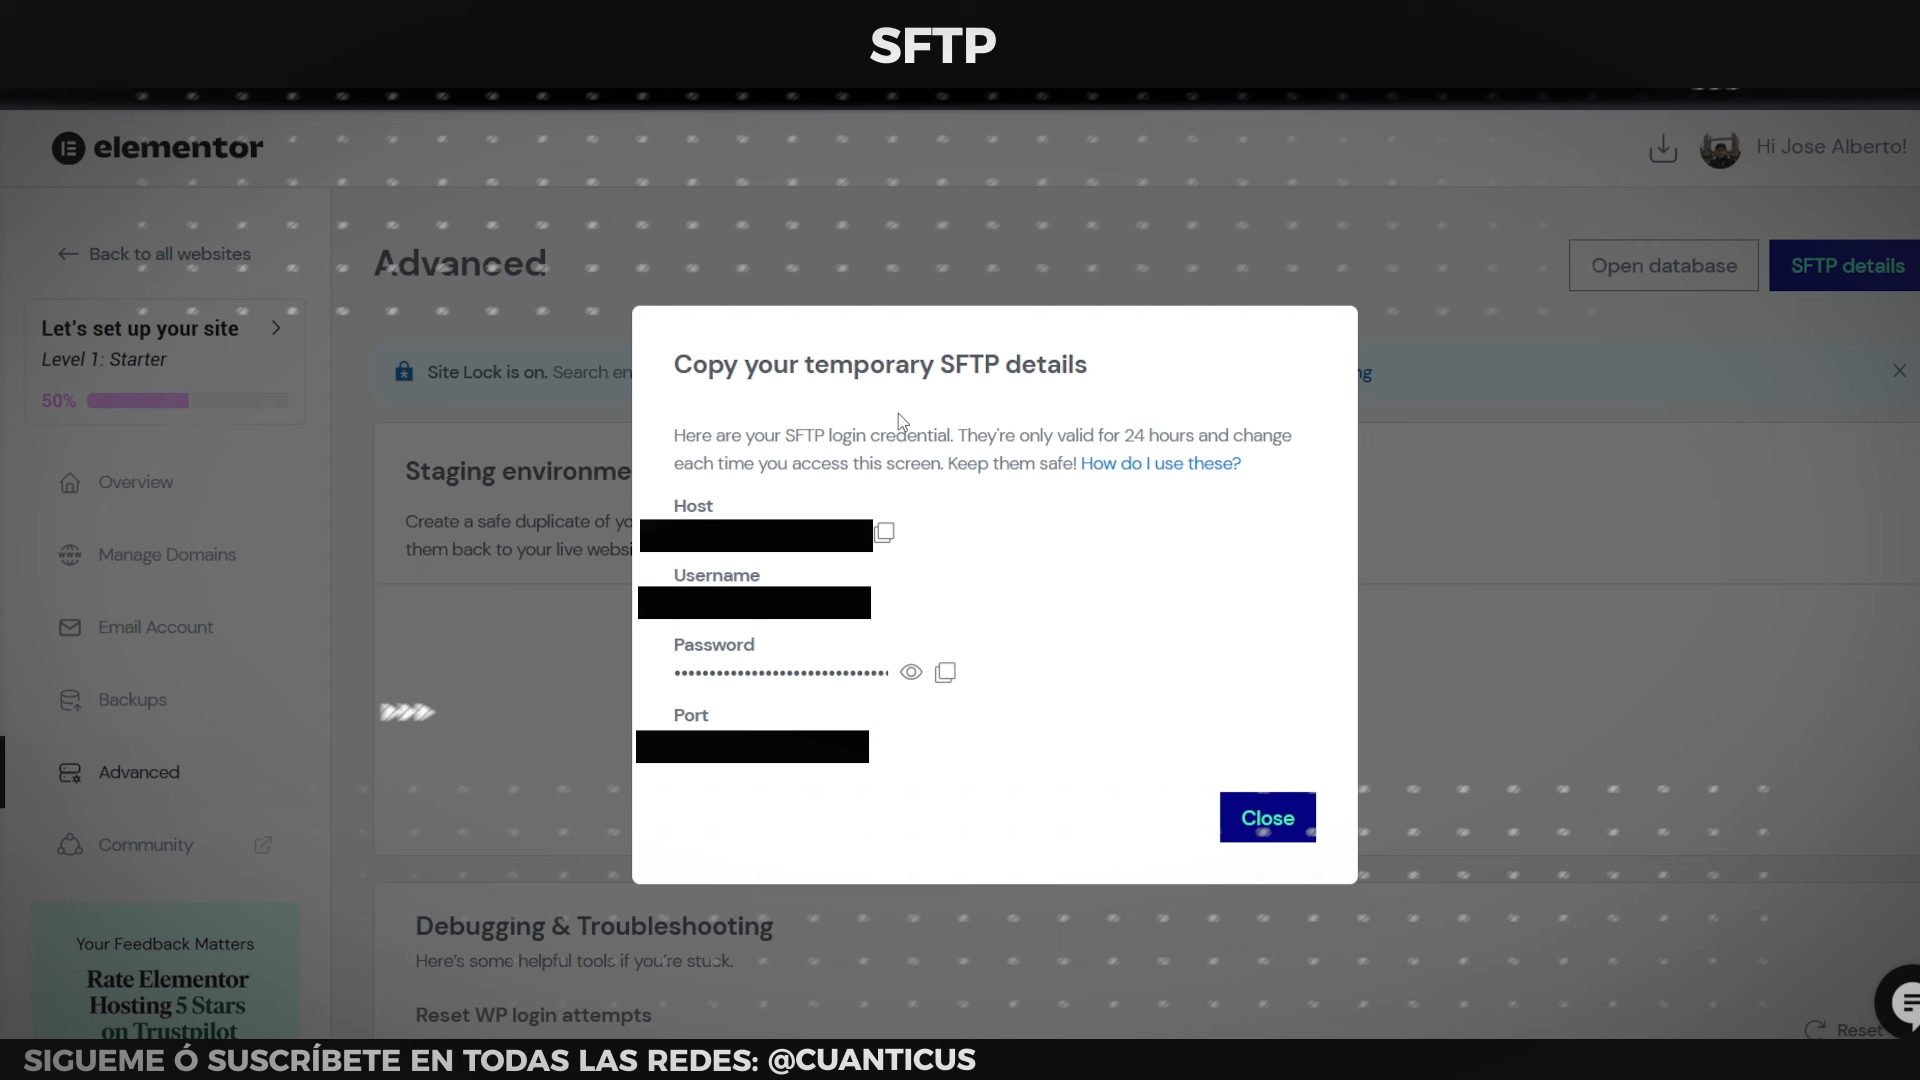 SFTP
elementor
Hi Jose Alberto!
Back to all websites
Advanced
Open database
SFTP details
Let's set up your site
Level 1: Starter
50%
Site Lock is on. Search en
ng
Copy your temporary SFTP details
Here are your SFTP login credential. They're only valid for 24 hours and change
each time you access this screen. Keep them safe! How do I use these?
Host
Username
Password
Port
Close
Staging environme
Create a safe duplicate of yo
them back to your live websi
Overview
Manage Domains
Email Account
Backups
Advanced
Community
Debugging & Troubleshooting
Here's some helpful tools if you're stuck.
Reset WP login attempts
Reset
Your Feedback Matters
Rate Elementor
Hosting 5 Stars
on Trustpilot
SIGUEME Ó SUSCRÍBETE EN TODAS LAS REDES: @CUANTICUS